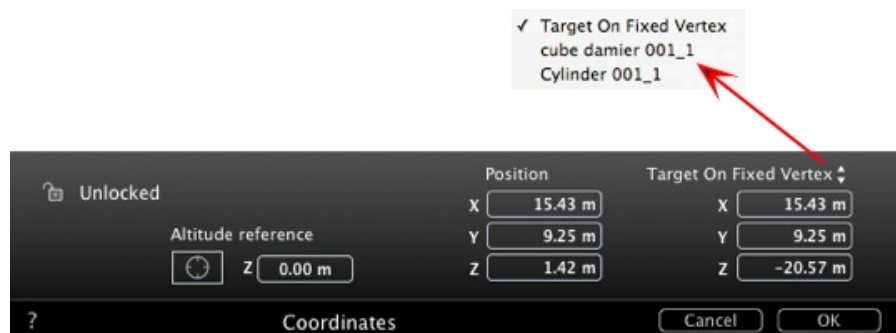 ✓ Target On Fixed Vertex
cube damier 001_1
Cylinder 001_1
Unlocked
Altitude reference
Z 0.00 m
Position
X 15.43 m
Y 9.25 m
Z 1.42 m
Target On Fixed Vertex
X 15.43 m
Y 9.25 m
Z -20.57 m
? Coordinates Cancel OK